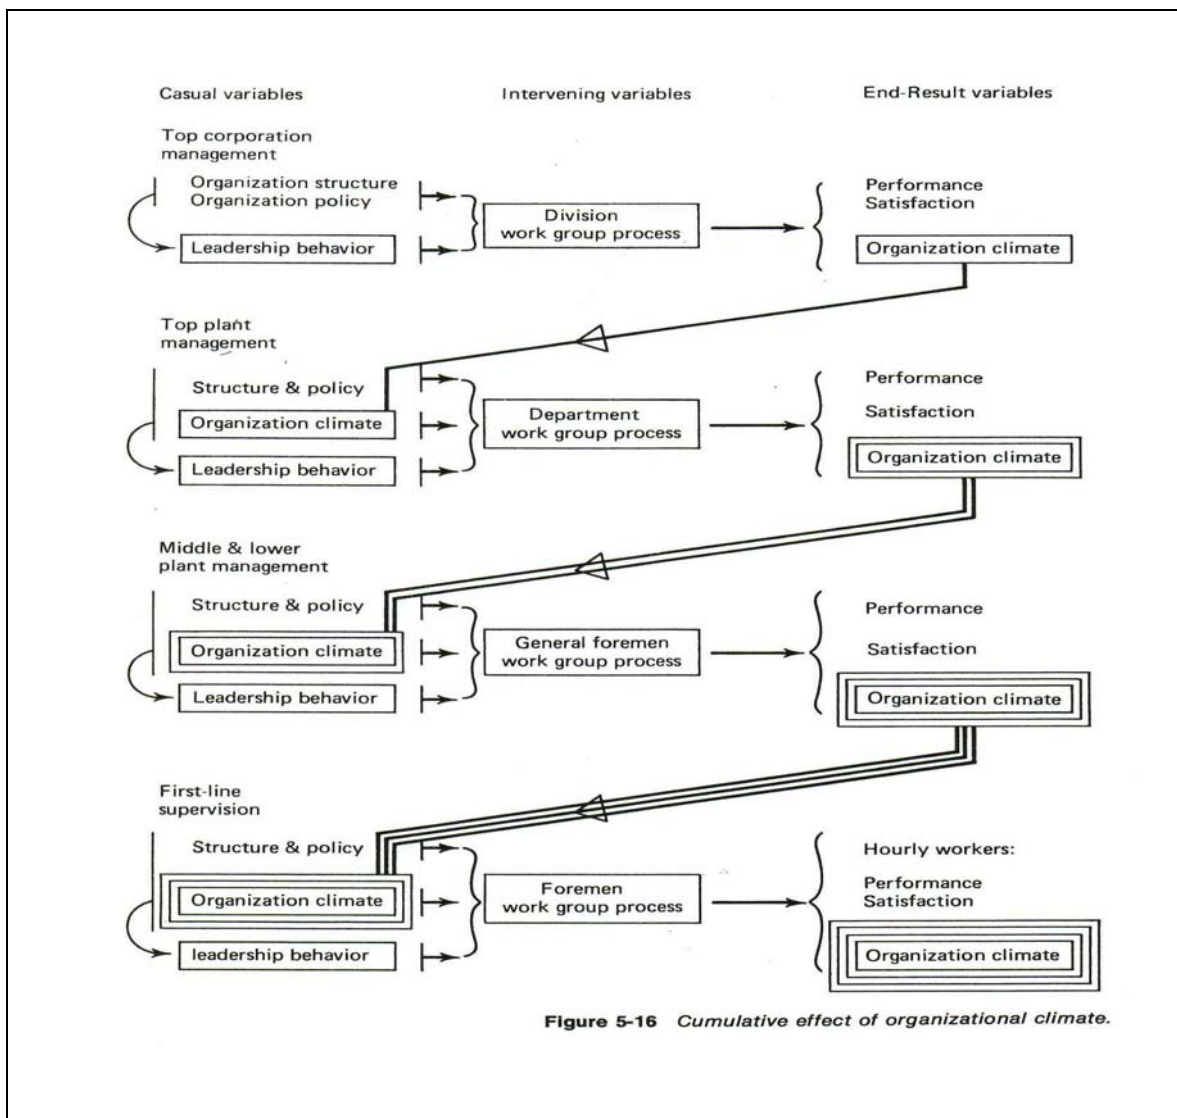 Casual variables
Intervening variables
End-Result variables
Top corporation
management
Organization structure
Organization policy
Leadership behavior
Division
work group process
Performance
Satisfaction
Organization climate
Top plant
management
Structure & policy
Organization climate
Leadership behavior
Department
work group process
Performance
Satisfaction
Organization climate
Middle & lower
plant management
Structure & policy
Organization climate
Leadership behavior
General foremen
work group process
Performance
Satisfaction
Organization climate
First-line
supervision
Structure & policy
Organization climate
leadership behavior
Foremen
work group process
Hourly workers:
Performance
Satisfaction
Organization climate
Figure 5-16 Cumulative effect of organizational climate.